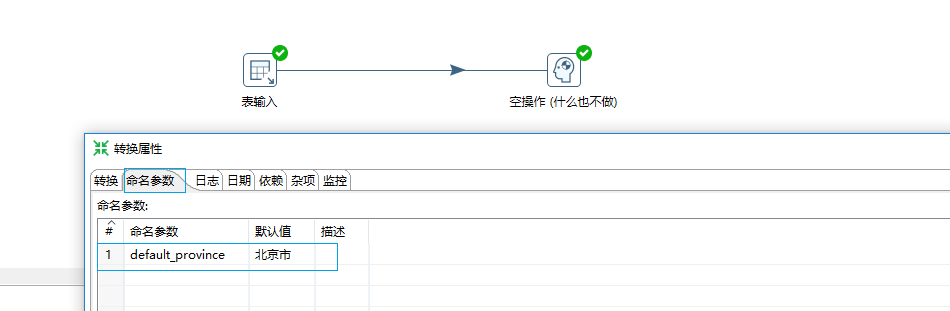 表输入
空操作 (什么也不做)
转换属性
转换 命名参数 日志 日期 依赖 杂项 监控
命名参数:
# 命名参数 默认值 描述
1 default_province 北京市